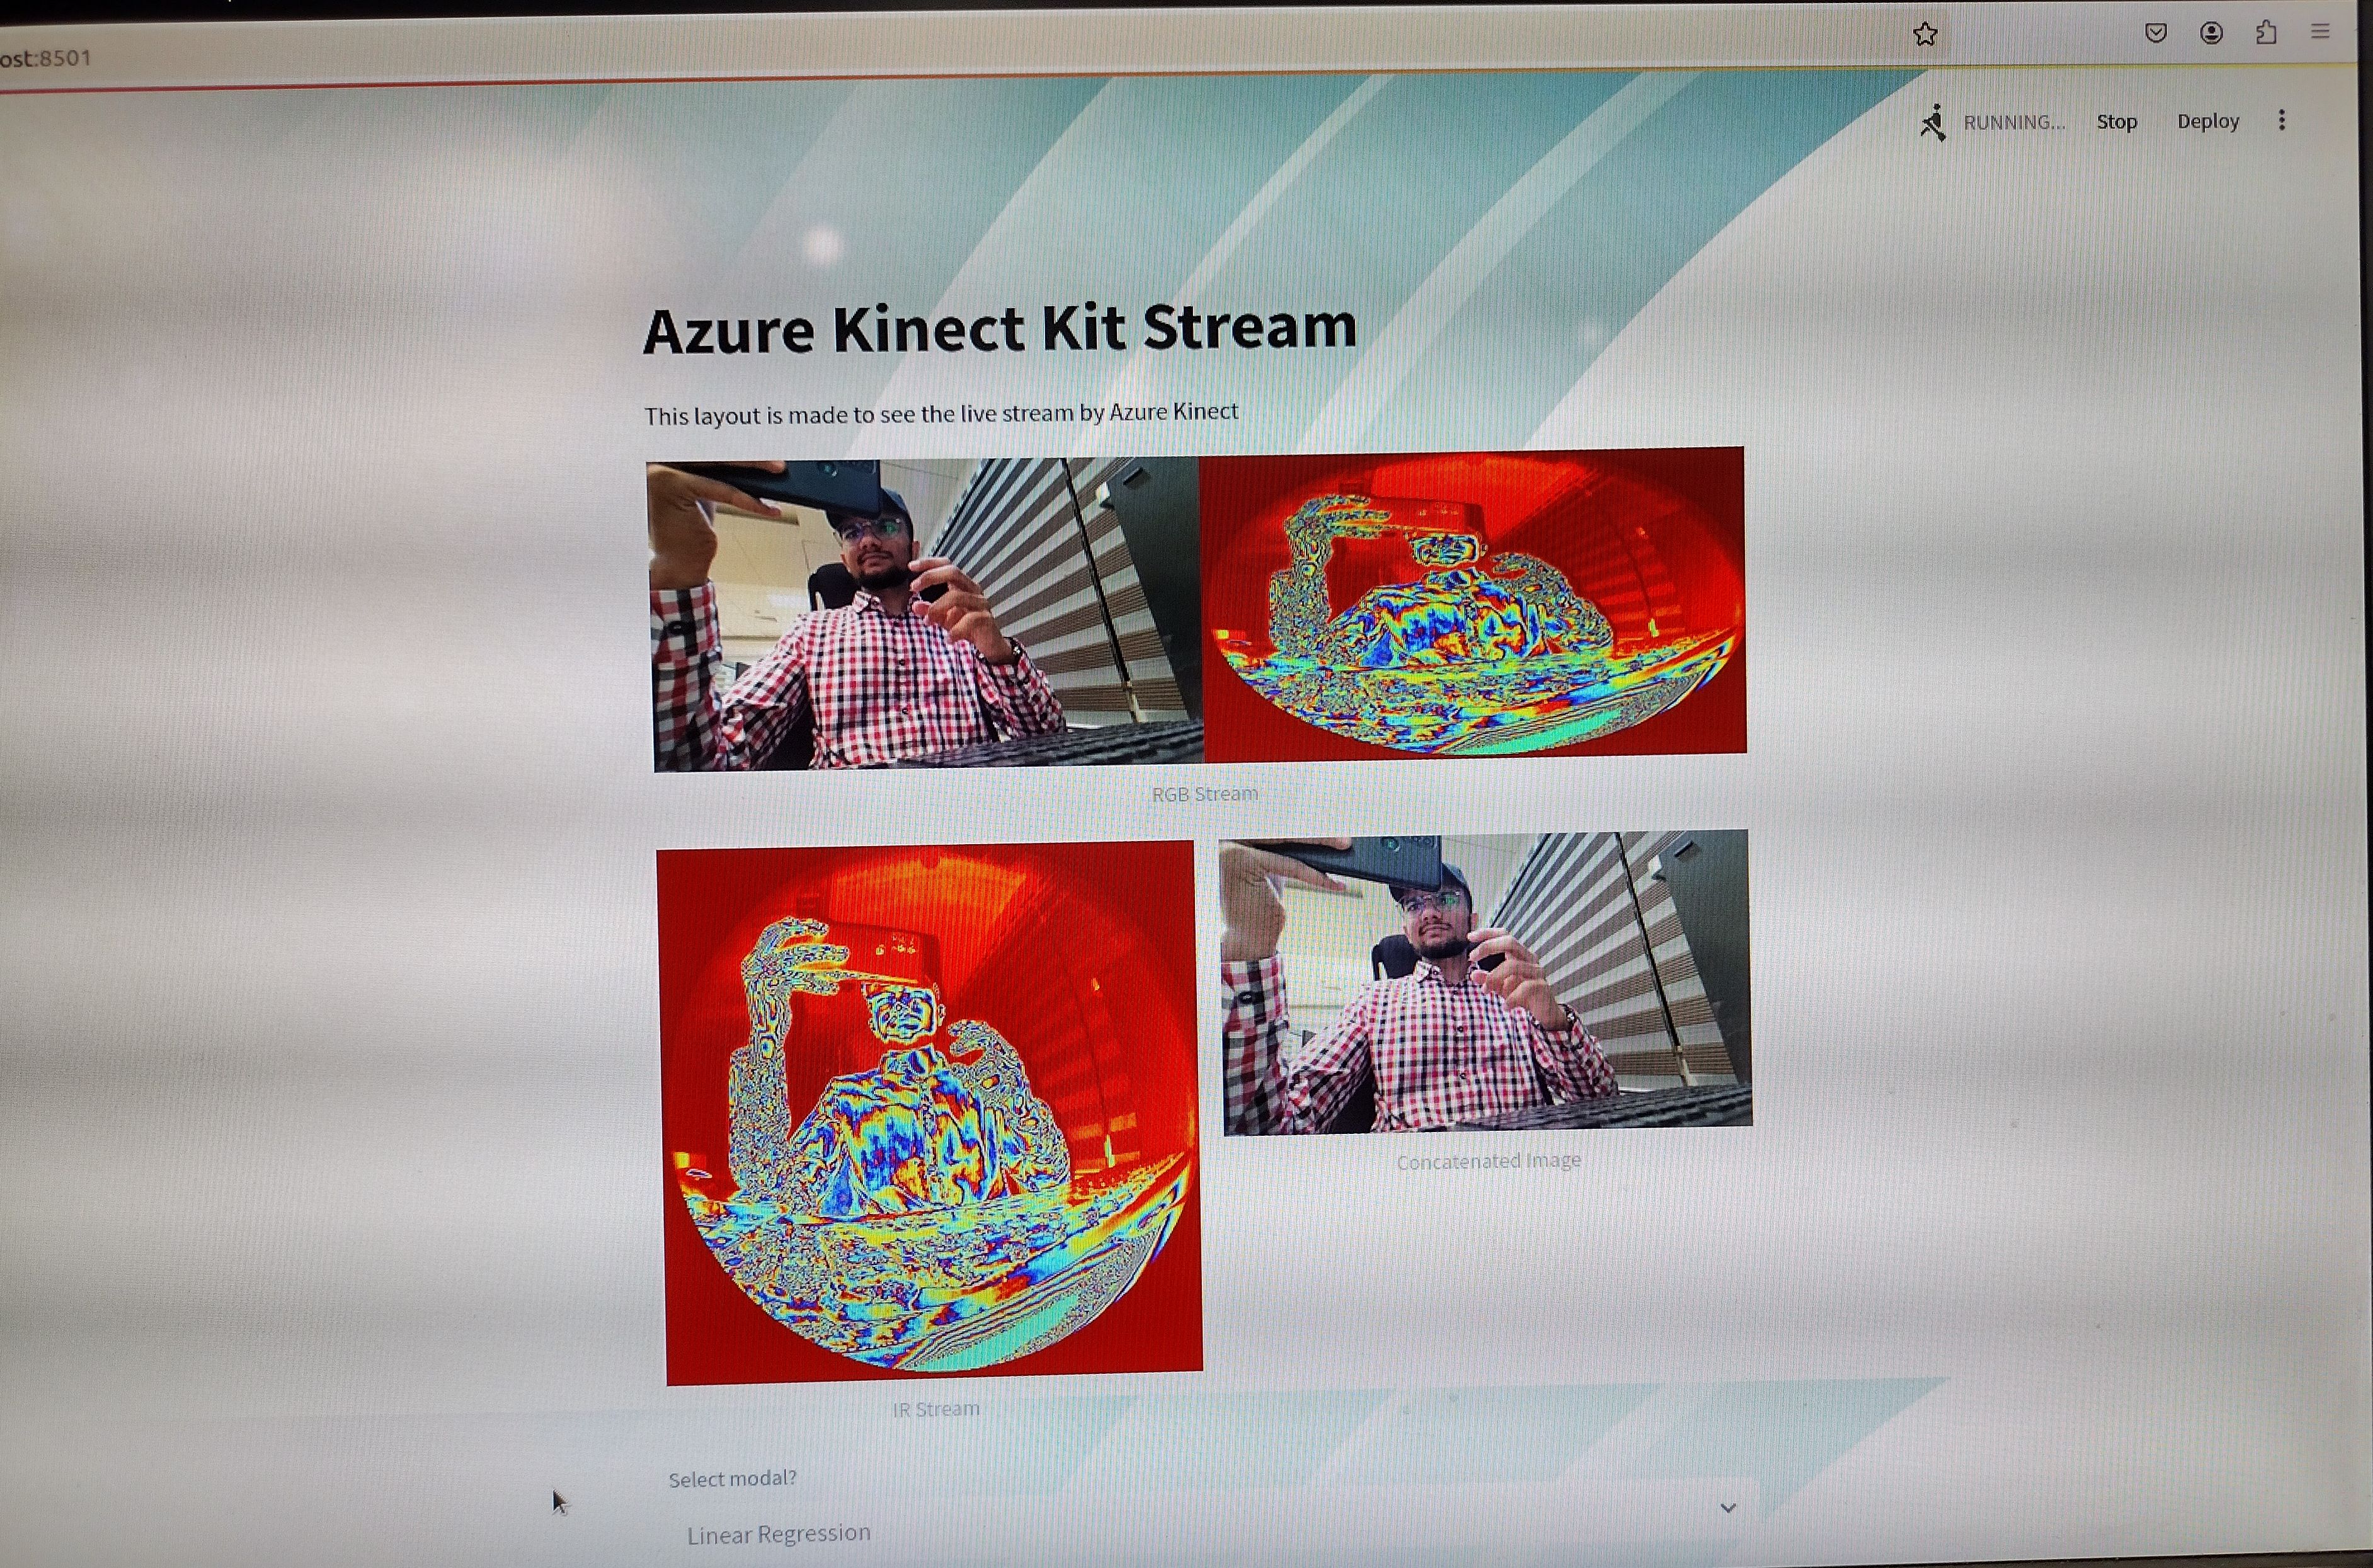 ost:8501
RUNNING...
Stop
Deploy
Azure Kinect Kit Stream
This layout is made to see the live stream by Azure Kinect
RGB Stream
Concatenated Image
IR Stream
Select modal?
Linear Regression